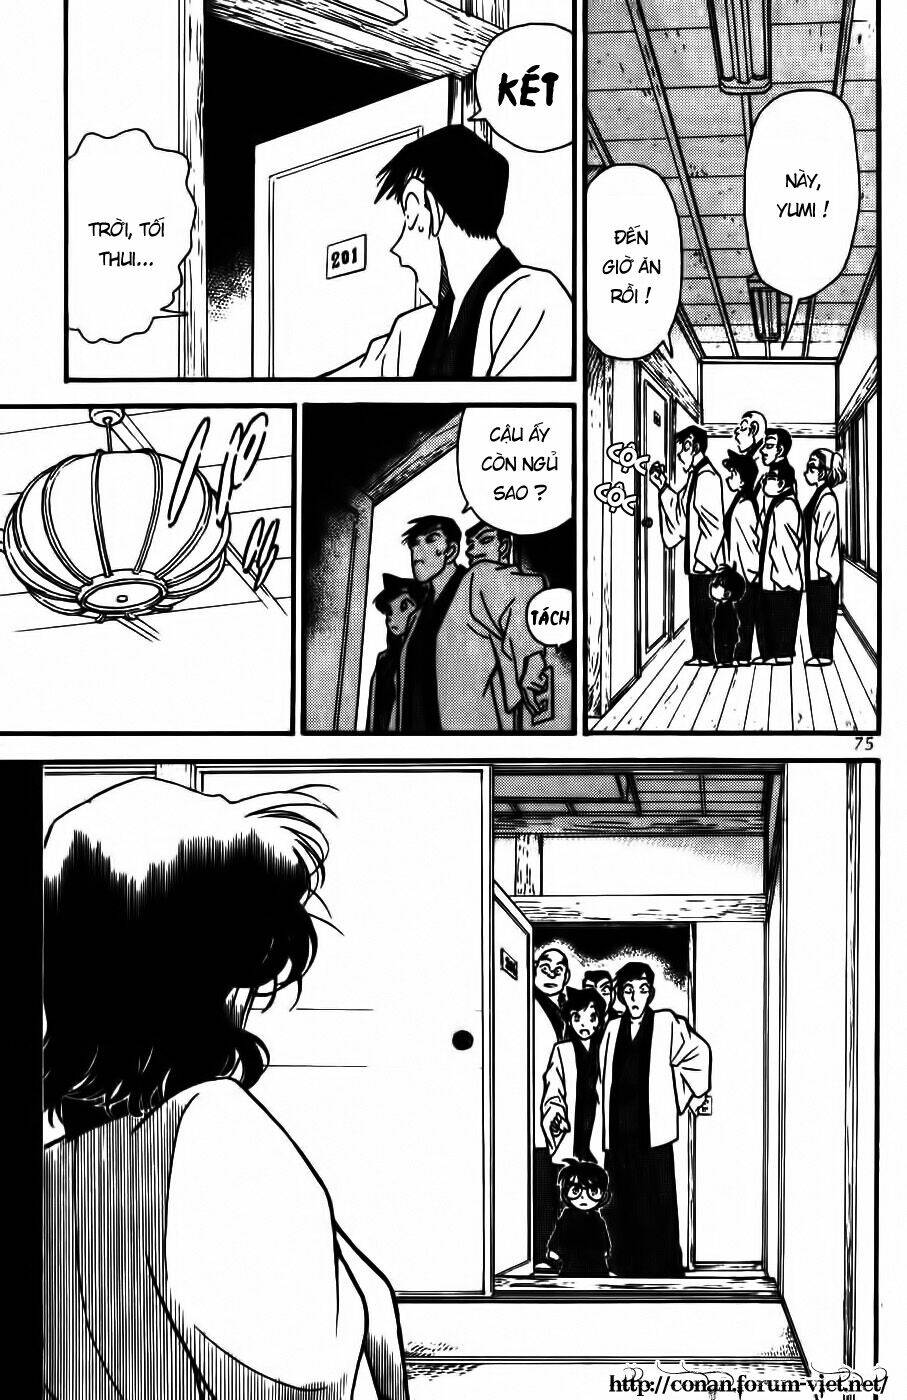 NÀY,
YUMI !
ĐẾN
GIỜ ĂN
RỒI !
CỘC
CỘC
KÉT
201
TRỜI, TỐI
THUI...
CẬU ẤY
CÒN NGỦ
SAO ?
TÁCH
75
http://conan.forum-viet.net/